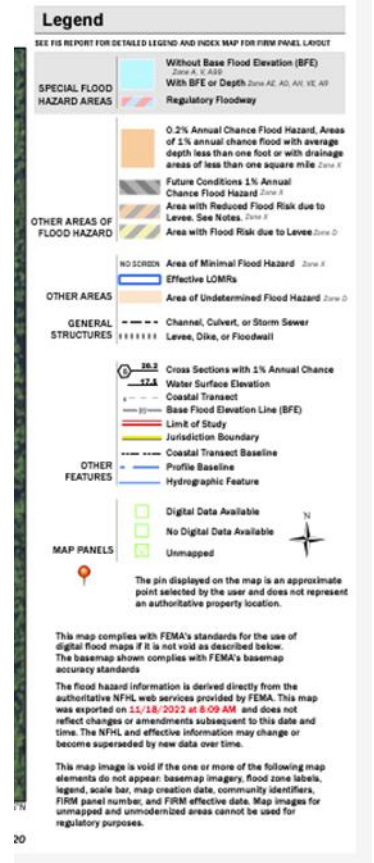 Legend
SEE FIS REPORT FOR DETAILED LEGEND AND INDEX MAP FOR FIRM PANEL LAYOUT
SPECIAL FLOOD
HAZARD AREAS
Without Base Flood Elevation (BFE)
Zone A, V, A99
With BFE or Depth Zone AE, AO, AH, VE, AR
Regulatory Floodway
OTHER AREAS OF
FLOOD HAZARD
0.2% Annual Chance Flood Hazard, Areas
of 1% annual chance flood with average
depth less than one foot or with drainage
areas of less than one square mile Zone X
Future Conditions 1% Annual
Chance Flood Hazard Zone X
Area with Reduced Flood Risk due to
Levee. See Notes. Zone X
Area with Flood Risk due to Levee Zone D
OTHER AREAS
NO SCREEN Area of Minimal Flood Hazard Zone X
Effective LOMRs
Area of Undetermined Flood Hazard Zone D
GENERAL
STRUCTURES
Channel, Culvert, or Storm Sewer
Levee, Dike, or Floodwall
OTHER
FEATURES
20.2 Cross Sections with 1% Annual Chance
17.5 Water Surface Elevation
Coastal Transect
Base Flood Elevation Line (BFE)
Limit of Study
Jurisdiction Boundary
Coastal Transect Baseline
Profile Baseline
Hydrographic Feature
MAP PANELS
Digital Data Available
No Digital Data Available
Unmapped
N
The pin displayed on the map is an approximate
point selected by the user and does not represent
an authoritative property location.
This map complies with FEMA's standards for the use of
digital flood maps if it is not void as described below.
The basemap shown complies with FEMA's basemap
accuracy standards
The flood hazard information is derived directly from the
authoritative NFHL web services provided by FEMA. This map
was exported on 11/18/2022 at 8:09 AM and does not
reflect changes or amendments subsequent to this date and
time. The NFHL and effective information may change or
become superseded by new data over time.
This map image is void if the one or more of the following map
elements do not appear: basemap imagery, flood zone labels,
legend, scale bar, map creation date, community identifiers,
FIRM panel number, and FIRM effective date. Map images for
unmapped and unmodernized areas cannot be used for
regulatory purposes.